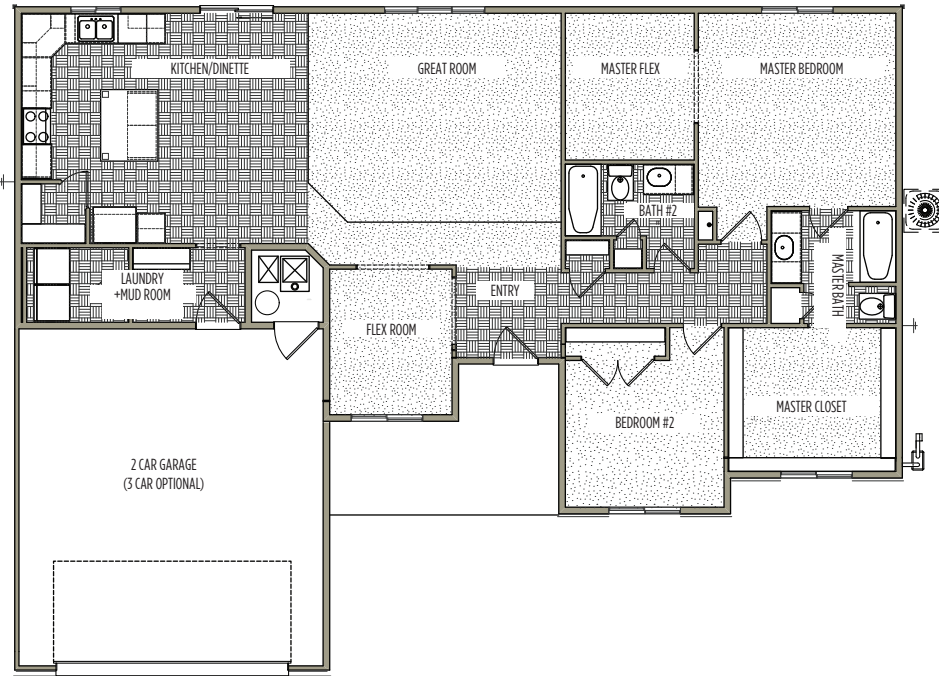 KITCHEN/DINETTE
GREAT ROOM
MASTER FLEX
MASTER BEDROOM
BATH #2
LAUNDRY
+MUD ROOM
ENTRY
MASTER BATH
FLEX ROOM
MASTER CLOSET
BEDROOM #2
2 CAR GARAGE
(3 CAR OPTIONAL)